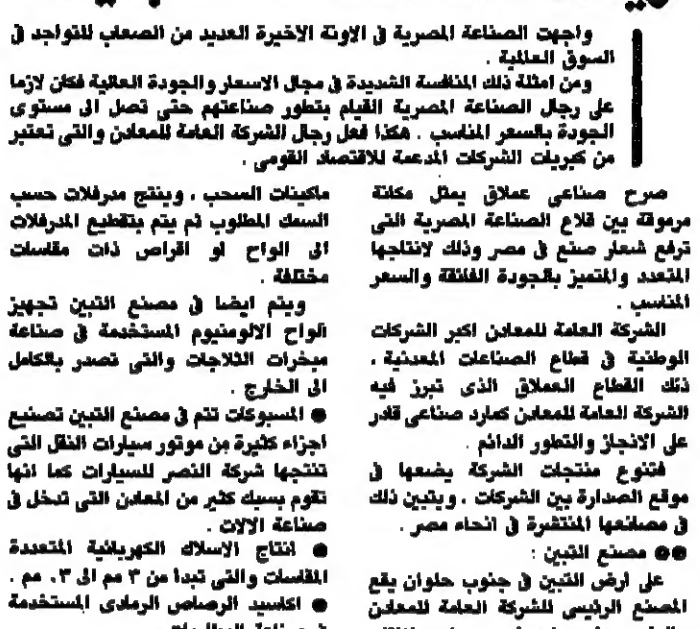 واجهت الصناعة المصرية في الاونة الاخيرة العديد من الصعاب للتواجد في
السوق العالمية .
ومن امثلة ذلك المنافسة الشديدة في مجال الاسعار والجودة العالية فكان لازما
على رجال الصناعة المصرية القيام بتطور صناعتهم حتى تصل الى مستوى
الجودة بالسعر المناسب . هكذا فعل رجال الشركة العامة للمعادن والتى تعتبر
من كبريات الشركات المدعمة للاقتصاد القومى .
صرح صناعى عملاق يمثل مكانة
مرموقة بين قلاع الصناعة المصرية التى
ترفع شعار صنع في مصر وذلك لانتاجها
المتعدد والمتميز بالجودة الفائقة والسعر
المناسب .
الشركة العامة للمعادن اكبر الشركات
الوطنية في قطاع الصناعات المعدنية .
ذلك القطاع العملاق الذى تبرز فيه
الشركة العامة للمعادن كمارد صناعى قادر
على الانجاز والتطور الدائم .
فتنوع منتجات الشركة يضعها في
موقع الصدارة بين الشركات . ويتبين ذلك
في مصانعها المنتشرة في انحاء مصر .
●● مصنع التبين :
على أرض التبين في جنوب حلوان يقع
المصنع الرئيسى للشركة العامة للمعادن
ماكينات السحب . وينتج مدرفلات حسب
السمك المطلوب ثم يتم بتقطيع المدرفلات
الى الواح او اقراص ذات مقاسات
مختلفة .
ويتم ايضا في مصنع التبين تجهيز
الواح الالومنيوم المستخدمة في صناعة
مبخرات الثلاجات والتى تصدر بالكامل
الى الخارج .
● المسبوكات تتم في مصنع التبين تصنيع
اجزاء كثيرة من موتور سيارات النقل التى
تنتجها شركة النصر للسيارات كما انها
تقوم بسبك كثير من المعادن التى تدخل في
صناعة الالات .
● انتاج الاسلاك الكهربائية المتعددة
المقاسات والتى تبدا من ٣ مم الى ٣. مم .
● اكاسيد الرصاص الرمادى المستخدمة